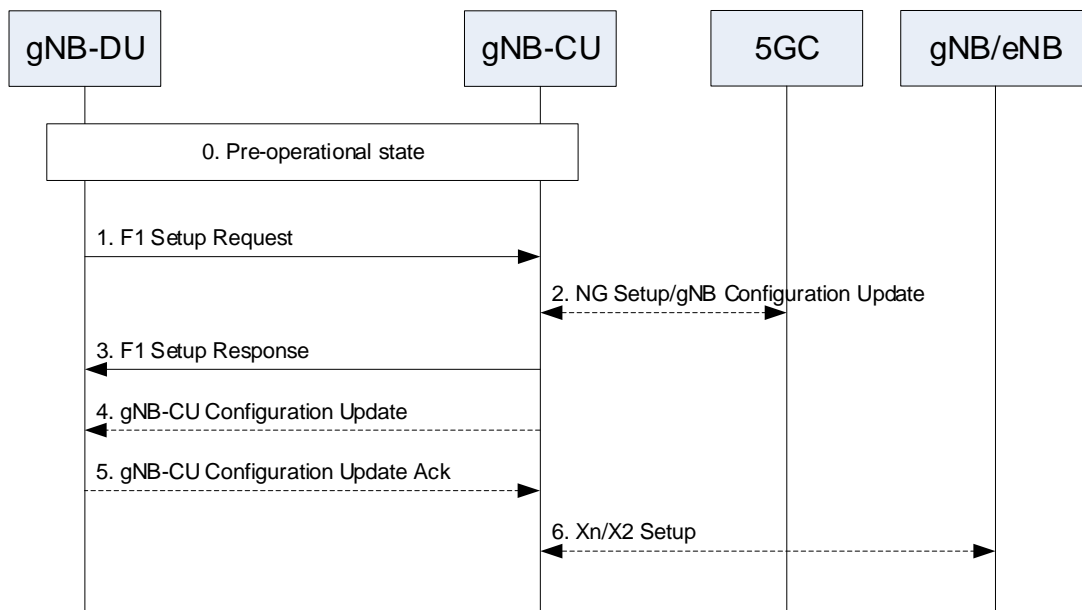 gNB-DU
gNB-CU
5GC
gNB/eNB
0. Pre-operational state
1. F1 Setup Request
2. NG Setup/gNB Configuration Update
3. F1 Setup Response
4. gNB-CU Configuration Update
5. gNB-CU Configuration Update Ack
6. Xn/X2 Setup